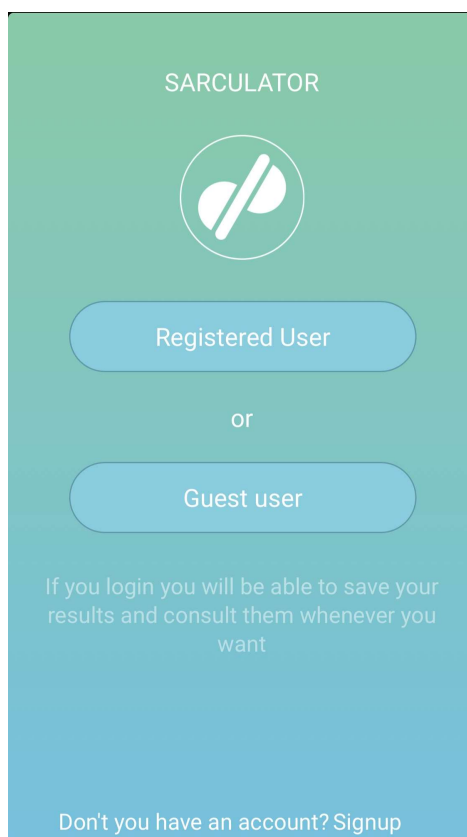 SARCULATOR
Registered User
or
Guest user
If you login you will be able to save your
results and consult them whenever you
want
Don't you have an account? Signup